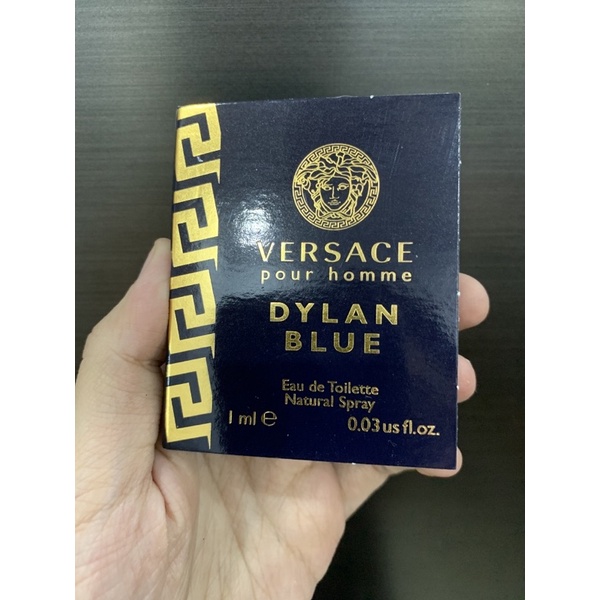 VERSACE
pour homme
DYLAN
BLUE
Eau de Toilette
Natural Spray
1 ml ℮ 0.03 us fl.oz.